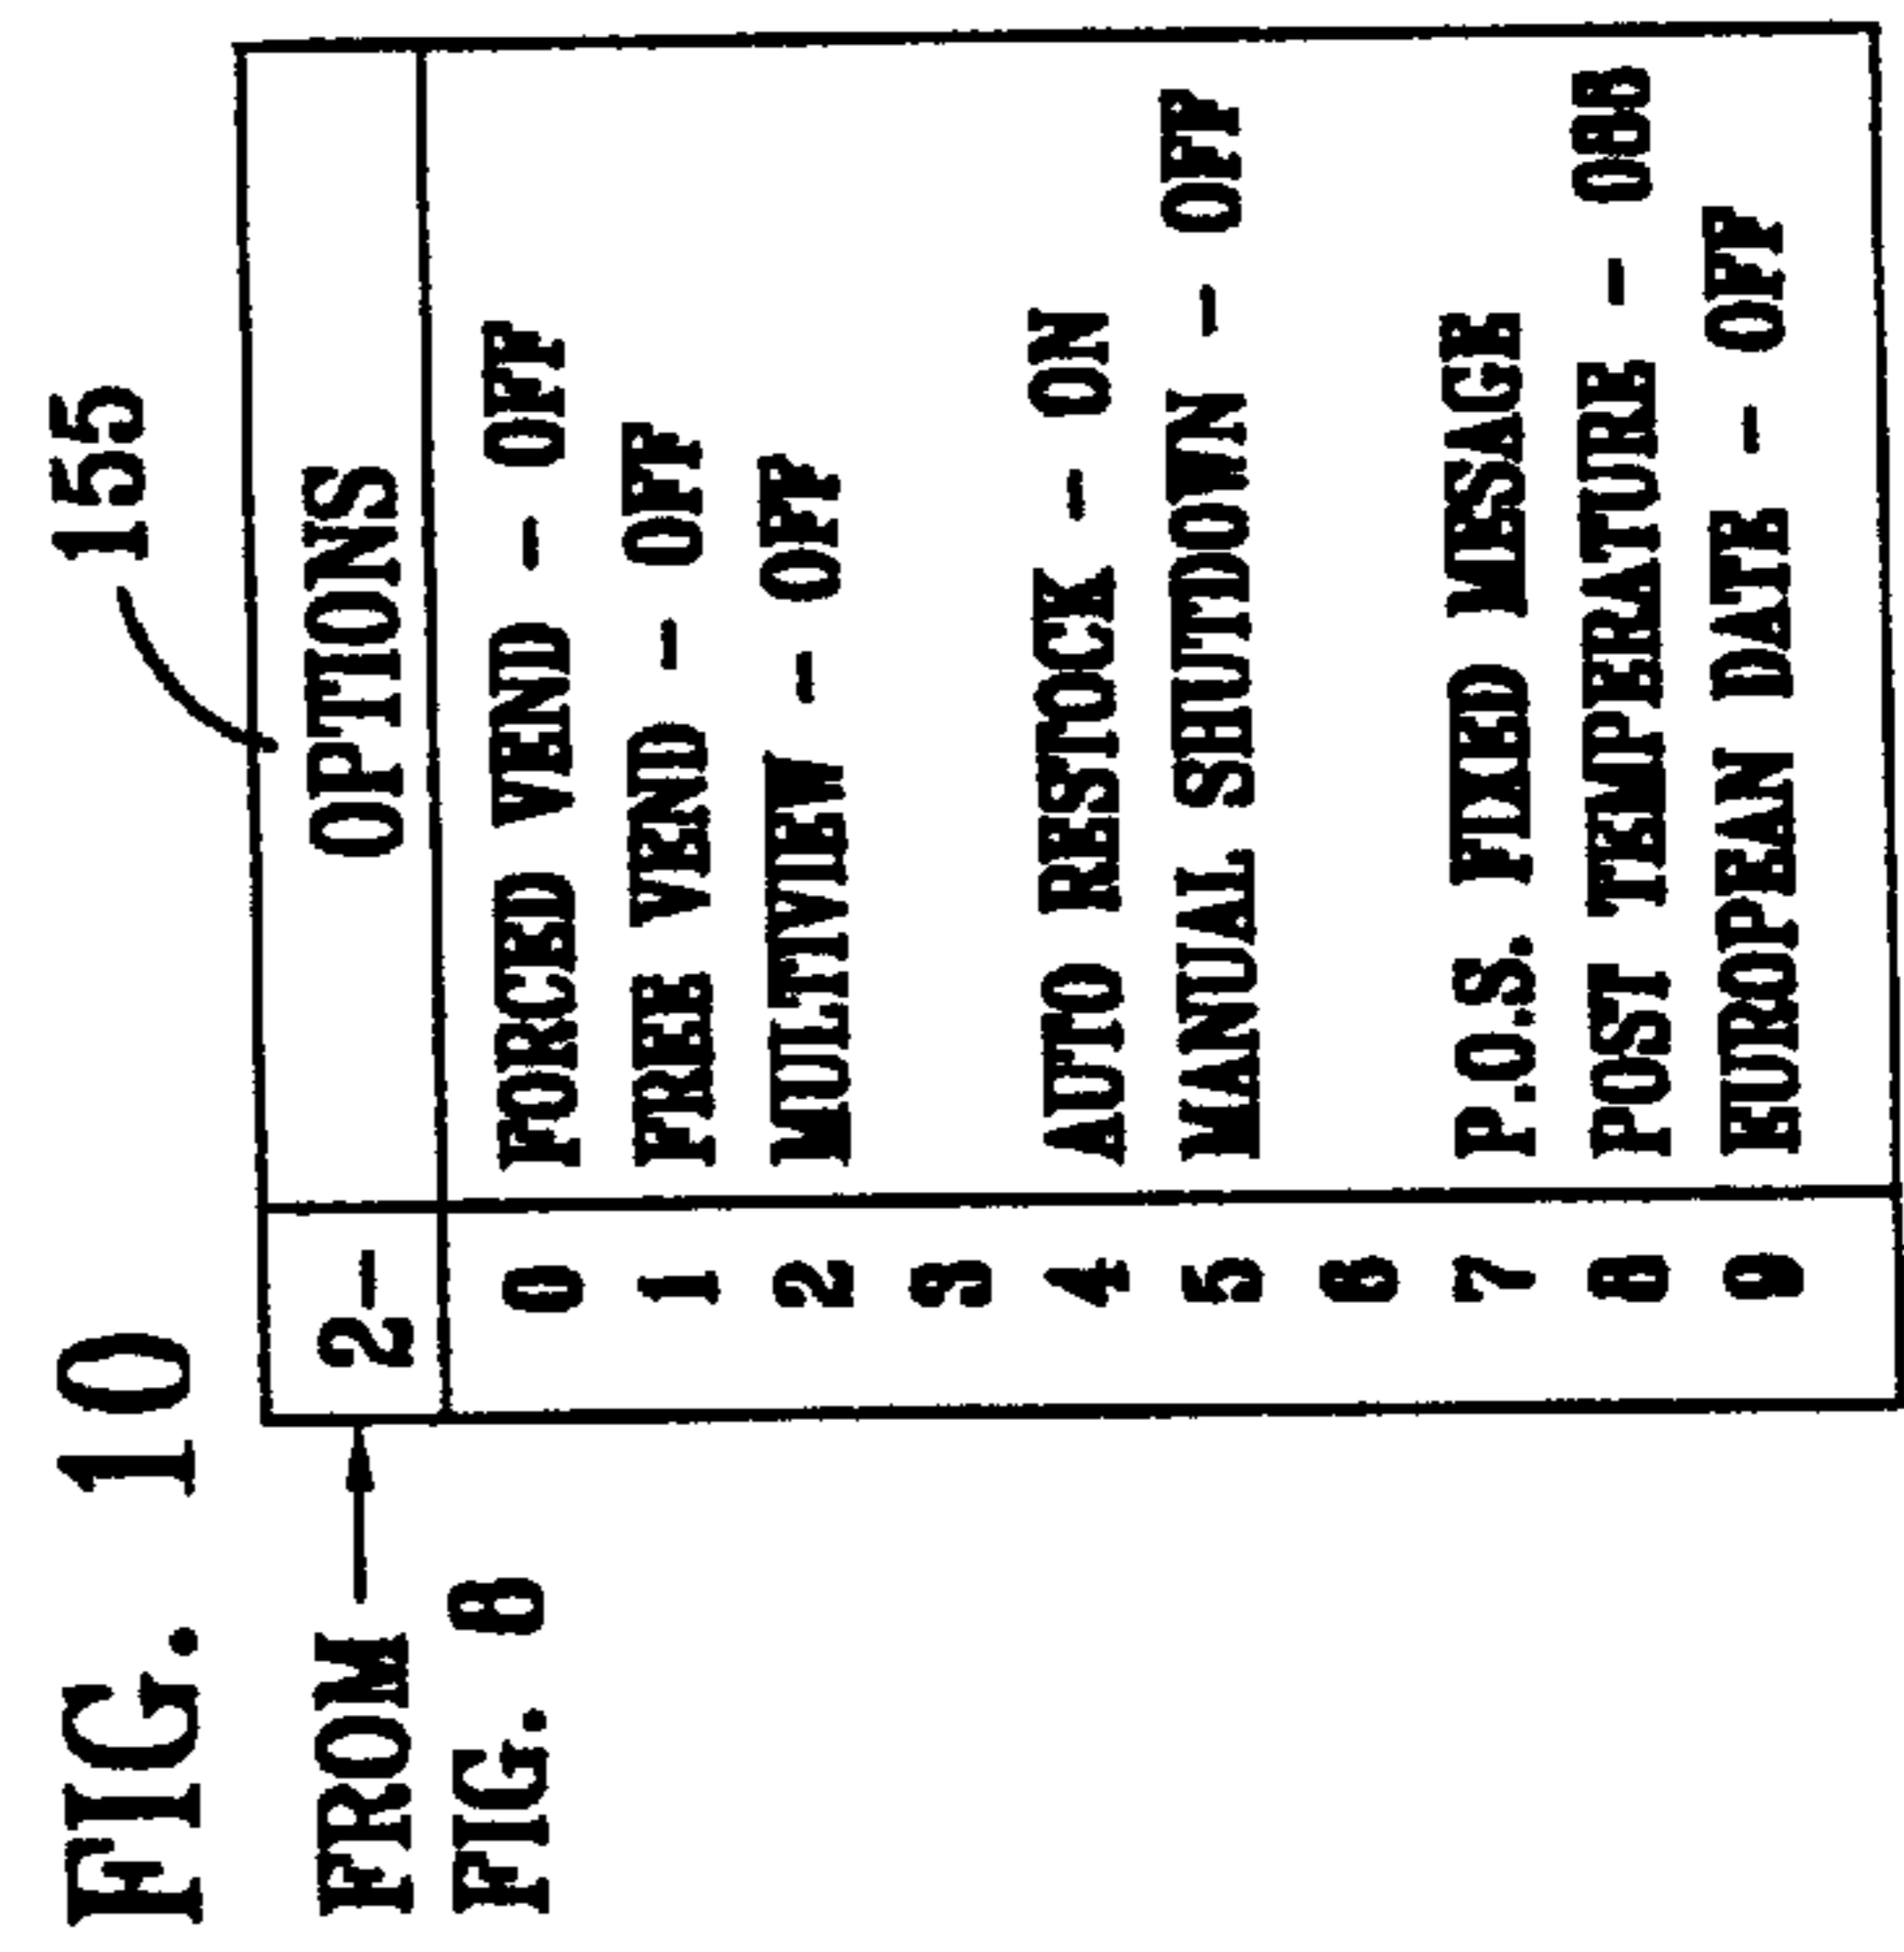 FIG. 10
155
FROM
FIG. 8
2- OPTIONS
0 FORCED VEND - OFF
1 FREE VEND - OFF
2 MULTIVIEW - OFF
3
4 AUTO RESTOCK - ON
5 MANUAL SHUTDOWN - OFF
6
7 P.O.S. FIXED MESAGE
8 POST TEMPERATURE -
9 EUROPEAN DATE - OFF